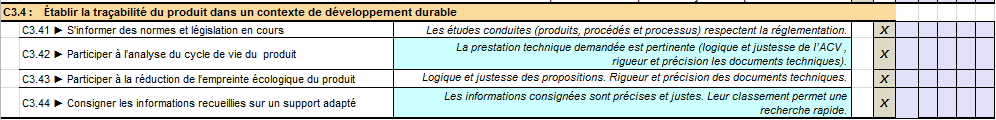 C3.4 : Établir la traçabilité du produit dans un contexte de développement durable
C3.41 ► S'informer des normes et législation en cours
Les études conduites (produits, procédés et processus) respectent la réglementation.
X
C3.42 ► Participer à l'analyse du cycle de vie du produit
La prestation technique demandée est pertinente (logique et justesse de l'ACV ,
rigueur et précision les documents techniques).
X
C3.43 ► Participer à la réduction de l'empreinte écologique du produit
Logique et justesse des propositions. Rigueur et précision des documents techniques.
X
C3.44 ► Consigner les informations recueillies sur un support adapté
Les informations consignées sont précises et justes. Leur classement permet une
recherche rapide.
X